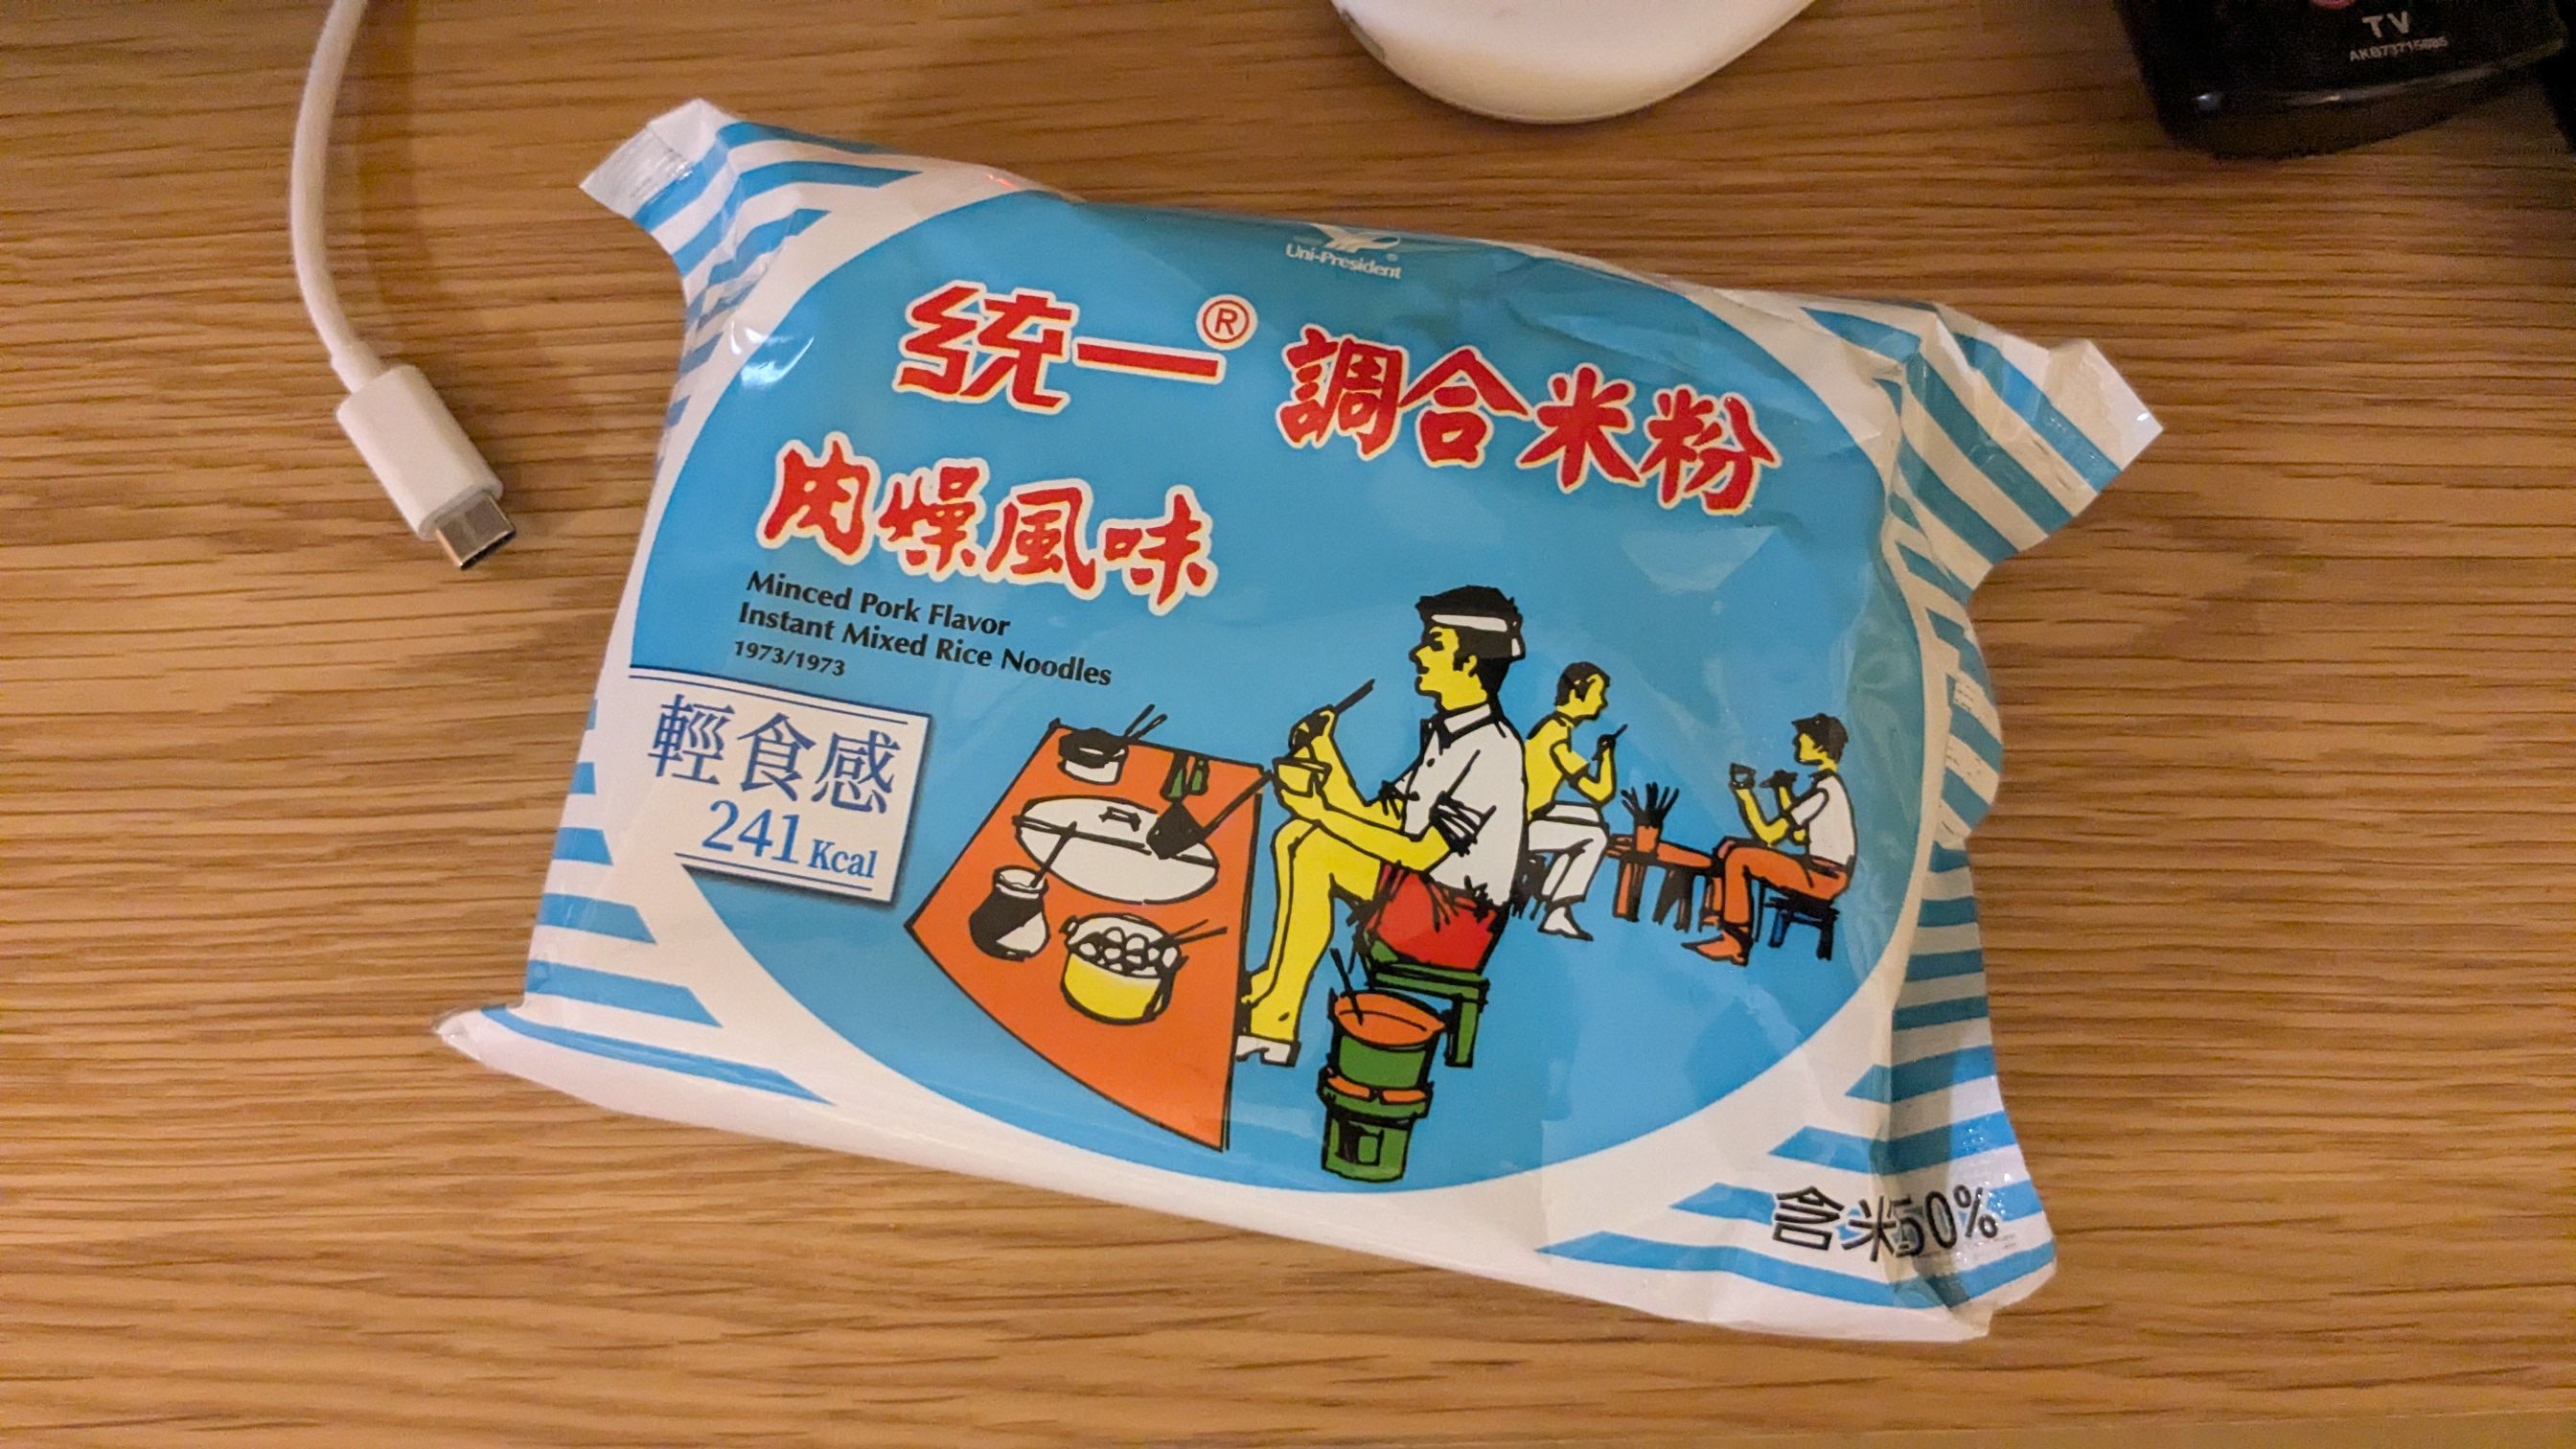 TV
AKB73715605
Uni-President®
統一® 調合米粉
肉燥風味
Minced Pork Flavor
Instant Mixed Rice Noodles
1973/1973
輕食感
241 Kcal
含米50%